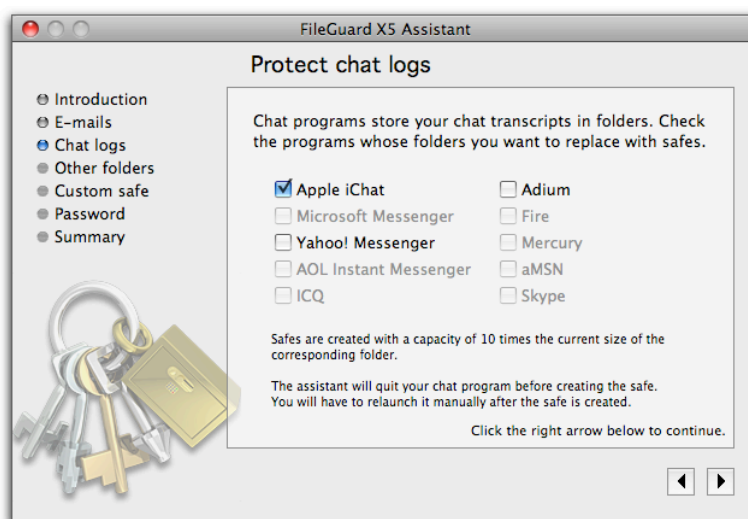 FileGuard X5 Assistant
Protect chat logs
Introduction
E-mails
Chat logs
Other folders
Custom safe
Password
Summary
Chat programs store your chat transcripts in folders. Check
the programs whose folders you want to replace with safes.
Apple iChat
Adium
Microsoft Messenger
Fire
Yahoo! Messenger
Mercury
AOL Instant Messenger
aMSN
ICQ
Skype
Safes are created with a capacity of 10 times the current size of the
corresponding folder.
The assistant will quit your chat program before creating the safe.
You will have to relaunch it manually after the safe is created.
Click the right arrow below to continue.